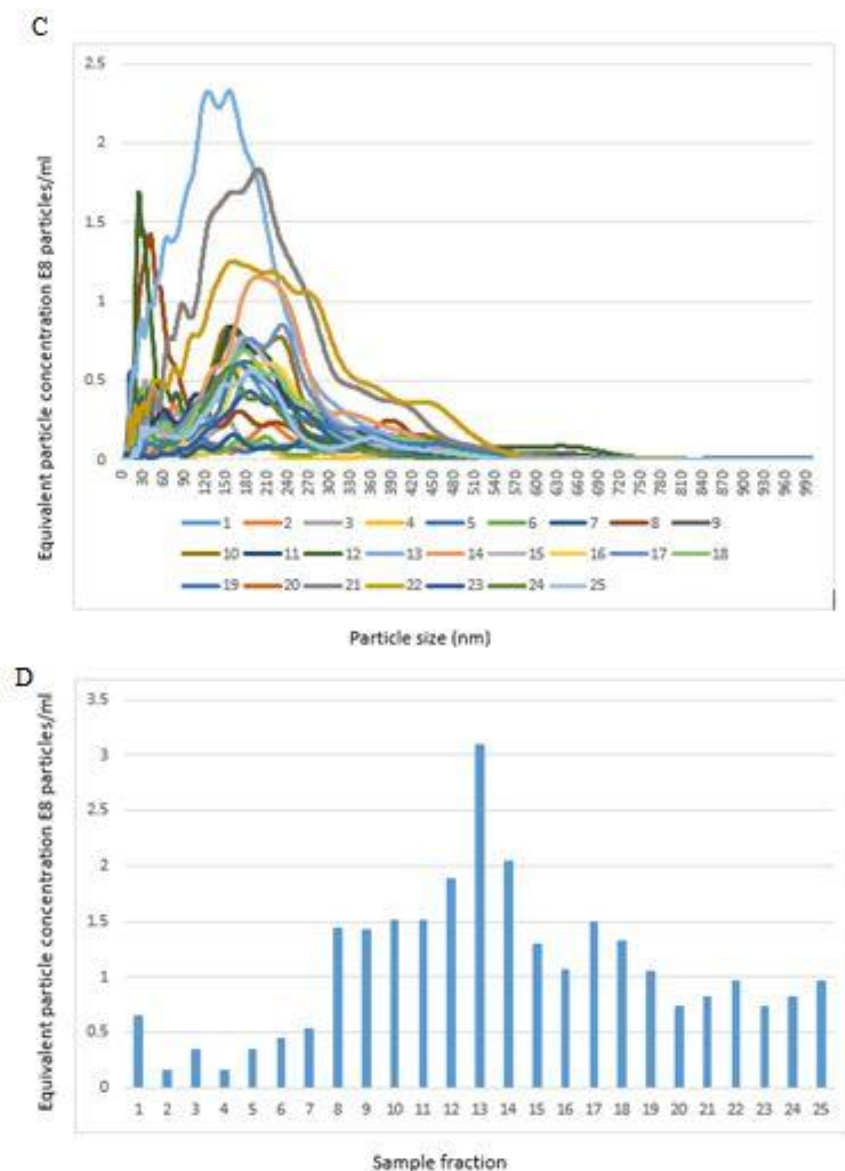 C
Equivalent particle concentration E8 particles/ml
2.5
2
1.5
1
0.5
0
0 30 60 90 120 150 180 210 240 270 300 330 360 390 420 450 480 510 540 570 600 630 660 690 720 750 780 810 840 870 900 930 960 990
1 2 3 4 5 6 7 8 9
10 11 12 13 14 15 16 17 18
19 20 21 22 23 24 25
Particle size (nm)
D
Equivalent particle concentration E8 particles/ml
3.5
3
2.5
2
1.5
1
0.5
0
1 2 3 4 5 6 7 8 9 10 11 12 13 14 15 16 17 18 19 20 21 22 23 24 25
Sample fraction